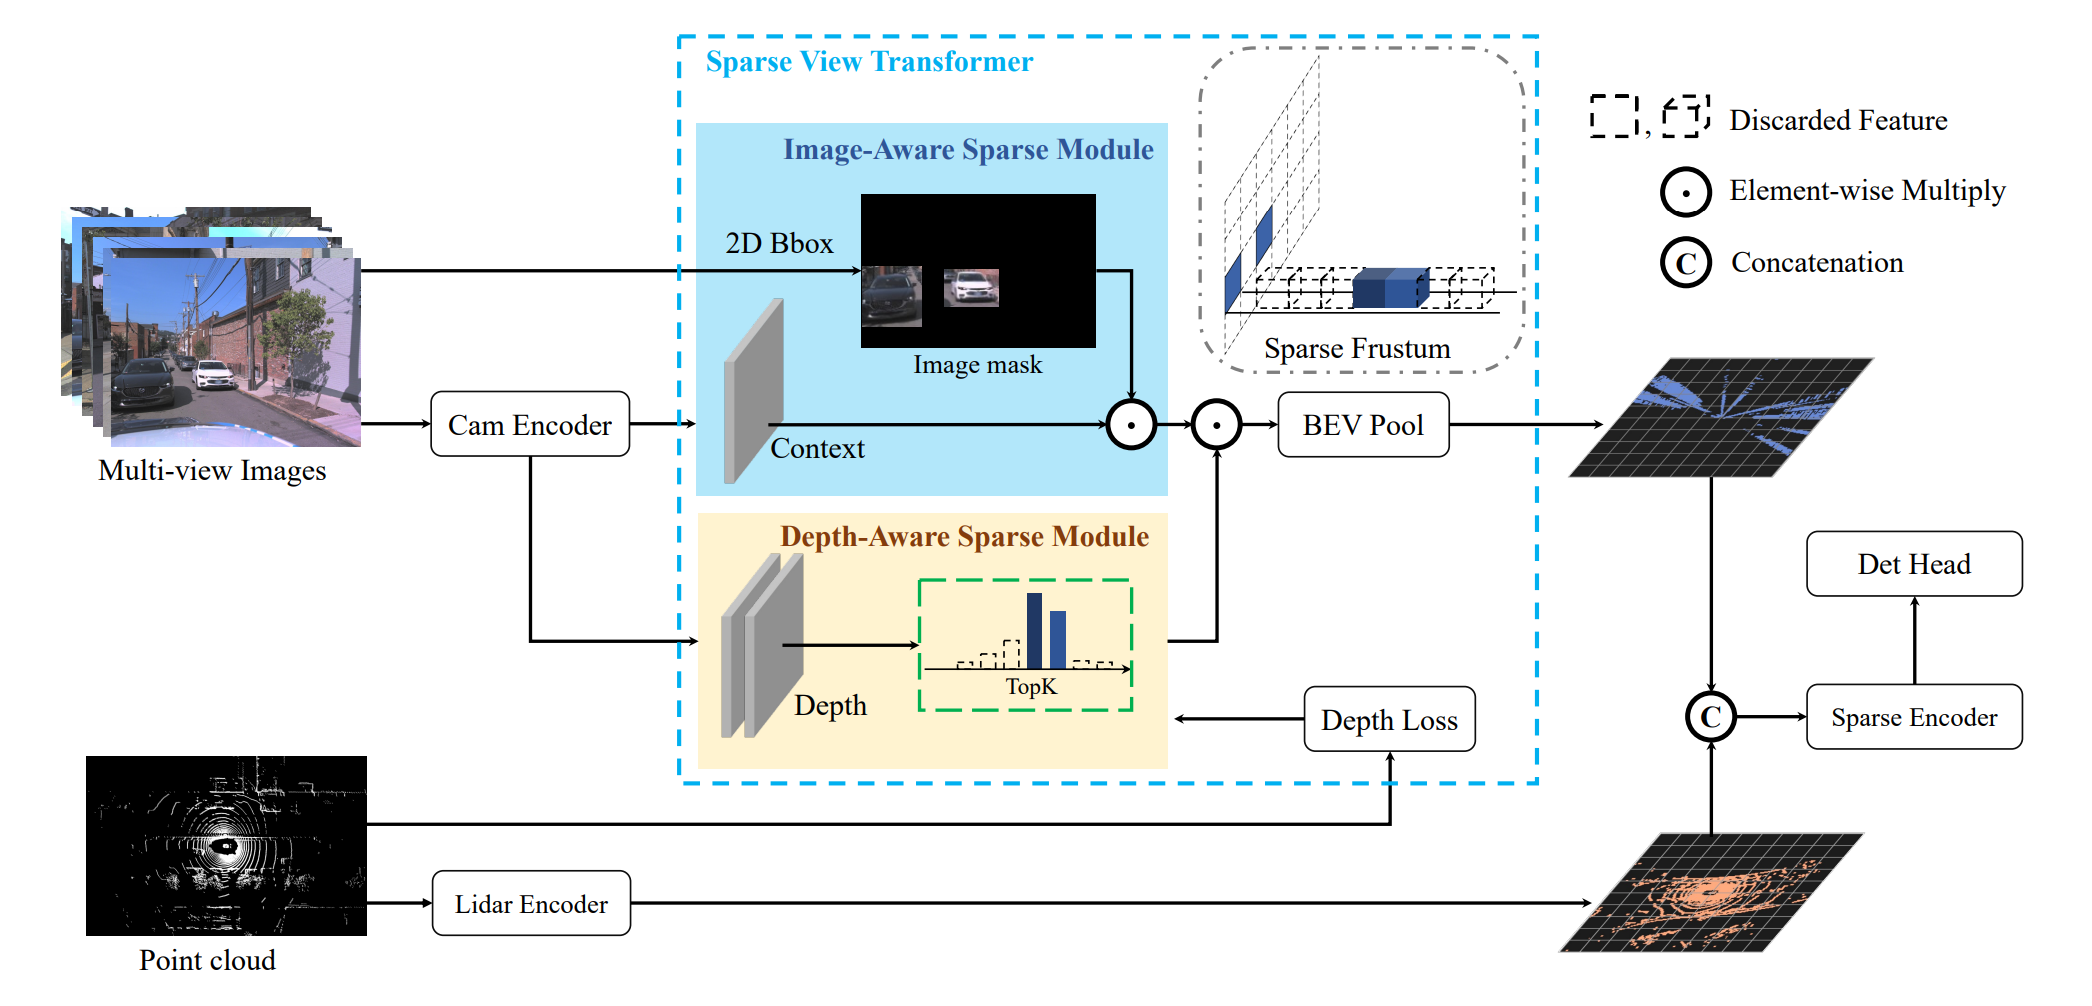 Sparse View Transformer
Image-Aware Sparse Module
2D Bbox
Image mask
Context
Sparse Frustum
, Discarded Feature
Element-wise Multiply
C Concatenation
Multi-view Images
Cam Encoder
BEV Pool
Depth-Aware Sparse Module
TopK
Depth
Depth Loss
Det Head
C
Sparse Encoder
Lidar Encoder
Point cloud